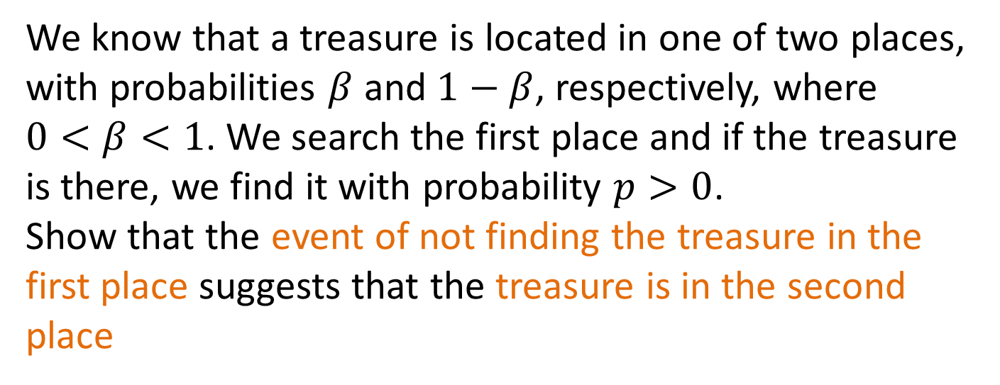 We know that a treasure is located in one of two places,
with probabilities β and 1 − β, respectively, where
0 < β < 1. We search the first place and if the treasure
is there, we find it with probability p > 0.
Show that the event of not finding the treasure in the
first place suggests that the treasure is in the second
place